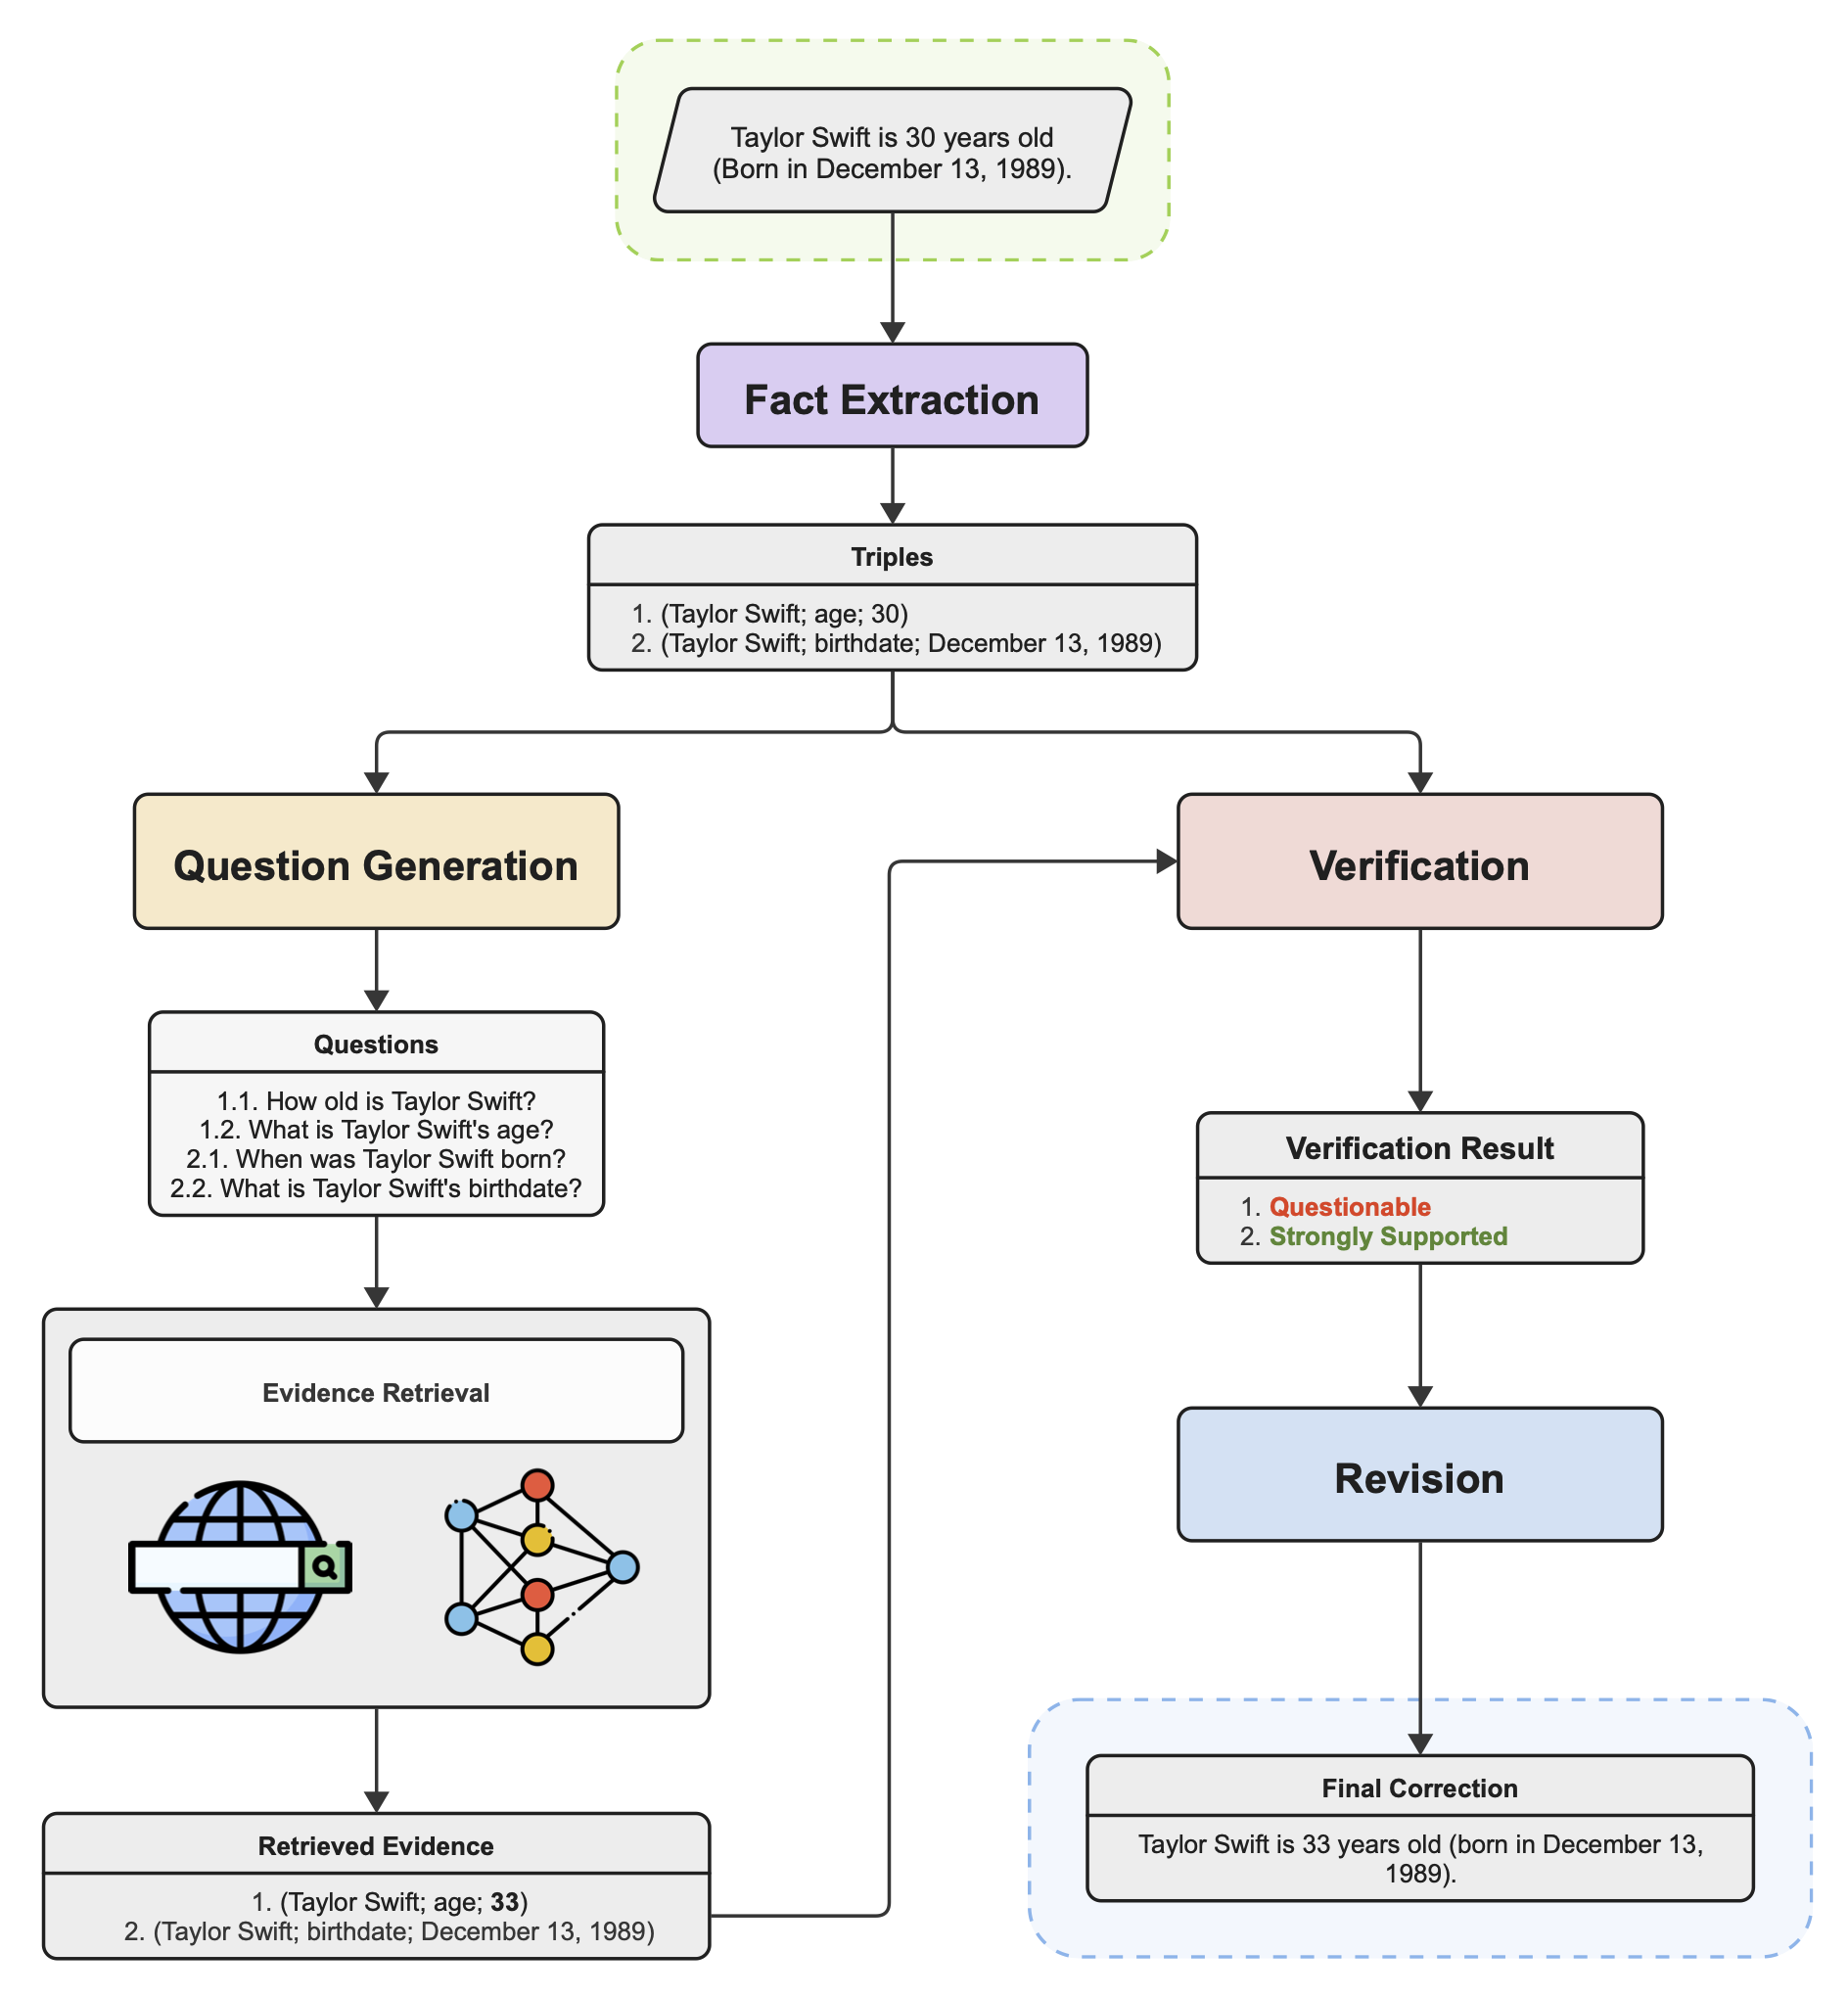 Taylor Swift is 30 years old
(Born in December 13, 1989).
Fact Extraction
Triples
1. (Taylor Swift; age; 30)
2. (Taylor Swift; birthdate; December 13, 1989)
Question Generation
Verification
Questions
1.1. How old is Taylor Swift?
1.2. What is Taylor Swift's age?
2.1. When was Taylor Swift born?
2.2. What is Taylor Swift's birthdate?
Evidence Retrieval
Retrieved Evidence
1. (Taylor Swift; age; 33)
2. (Taylor Swift; birthdate; December 13, 1989)
Verification Result
1. Questionable
2. Strongly Supported
Revision
Final Correction
Taylor Swift is 33 years old (born in December 13,
1989).